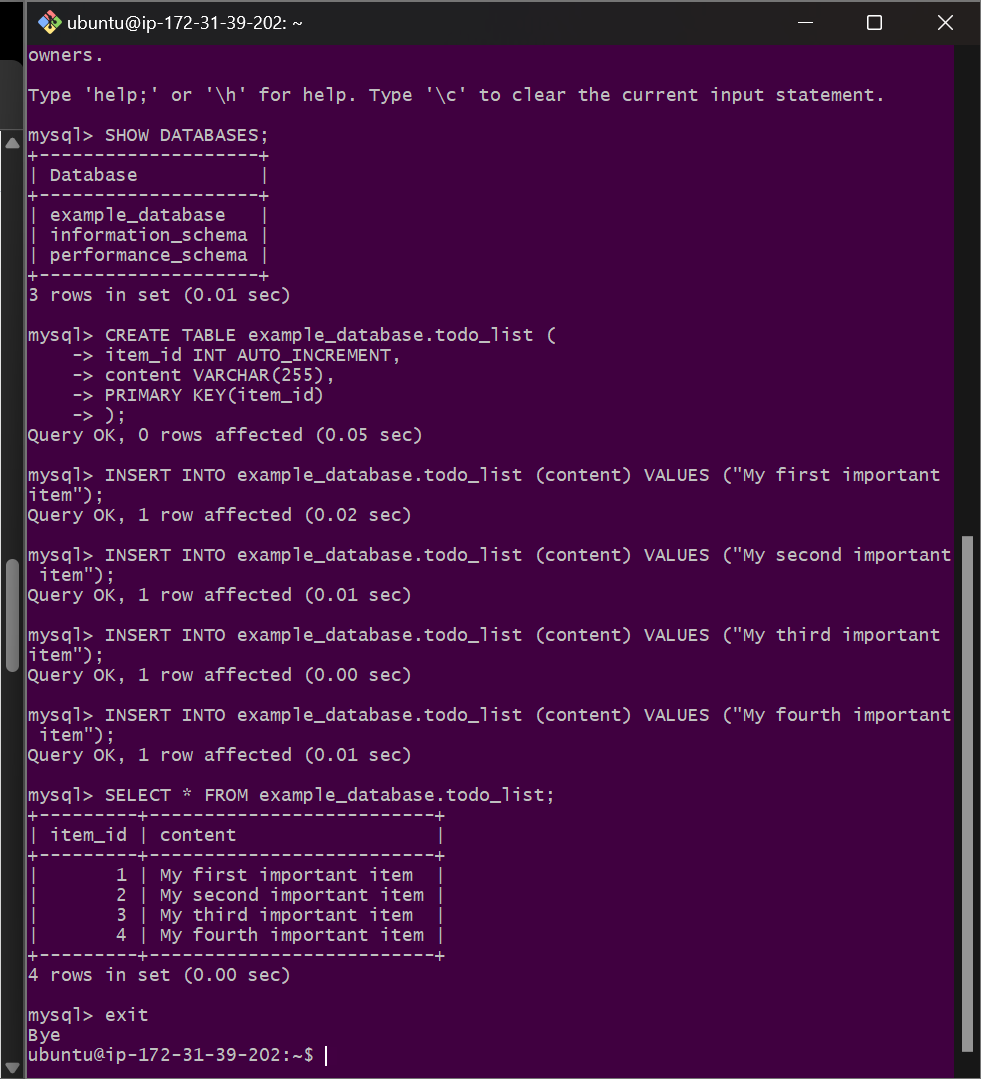 ubuntu@ip-172-31-39-202: ~
owners.
Type 'help;' or '\h' for help. Type '\c' to clear the current input statement.
mysql> SHOW DATABASES;
+--------------------+
| Database           |
+--------------------+
| example_database   |
| information_schema |
| performance_schema |
+--------------------+
3 rows in set (0.01 sec)
mysql> CREATE TABLE example_database.todo_list (
    -> item_id INT AUTO_INCREMENT,
    -> content VARCHAR(255),
    -> PRIMARY KEY(item_id)
    -> );
Query OK, 0 rows affected (0.05 sec)
mysql> INSERT INTO example_database.todo_list (content) VALUES ("My first important
item");
Query OK, 1 row affected (0.02 sec)
mysql> INSERT INTO example_database.todo_list (content) VALUES ("My second important
 item");
Query OK, 1 row affected (0.01 sec)
mysql> INSERT INTO example_database.todo_list (content) VALUES ("My third important
item");
Query OK, 1 row affected (0.00 sec)
mysql> INSERT INTO example_database.todo_list (content) VALUES ("My fourth important
 item");
Query OK, 1 row affected (0.01 sec)
mysql> SELECT * FROM example_database.todo_list;
+---------+--------------------------+
| item_id | content                  |
+---------+--------------------------+
|       1 | My first important item  |
|       2 | My second important item |
|       3 | My third important item  |
|       4 | My fourth important item |
+---------+--------------------------+
4 rows in set (0.00 sec)
mysql> exit
Bye
ubuntu@ip-172-31-39-202:~$